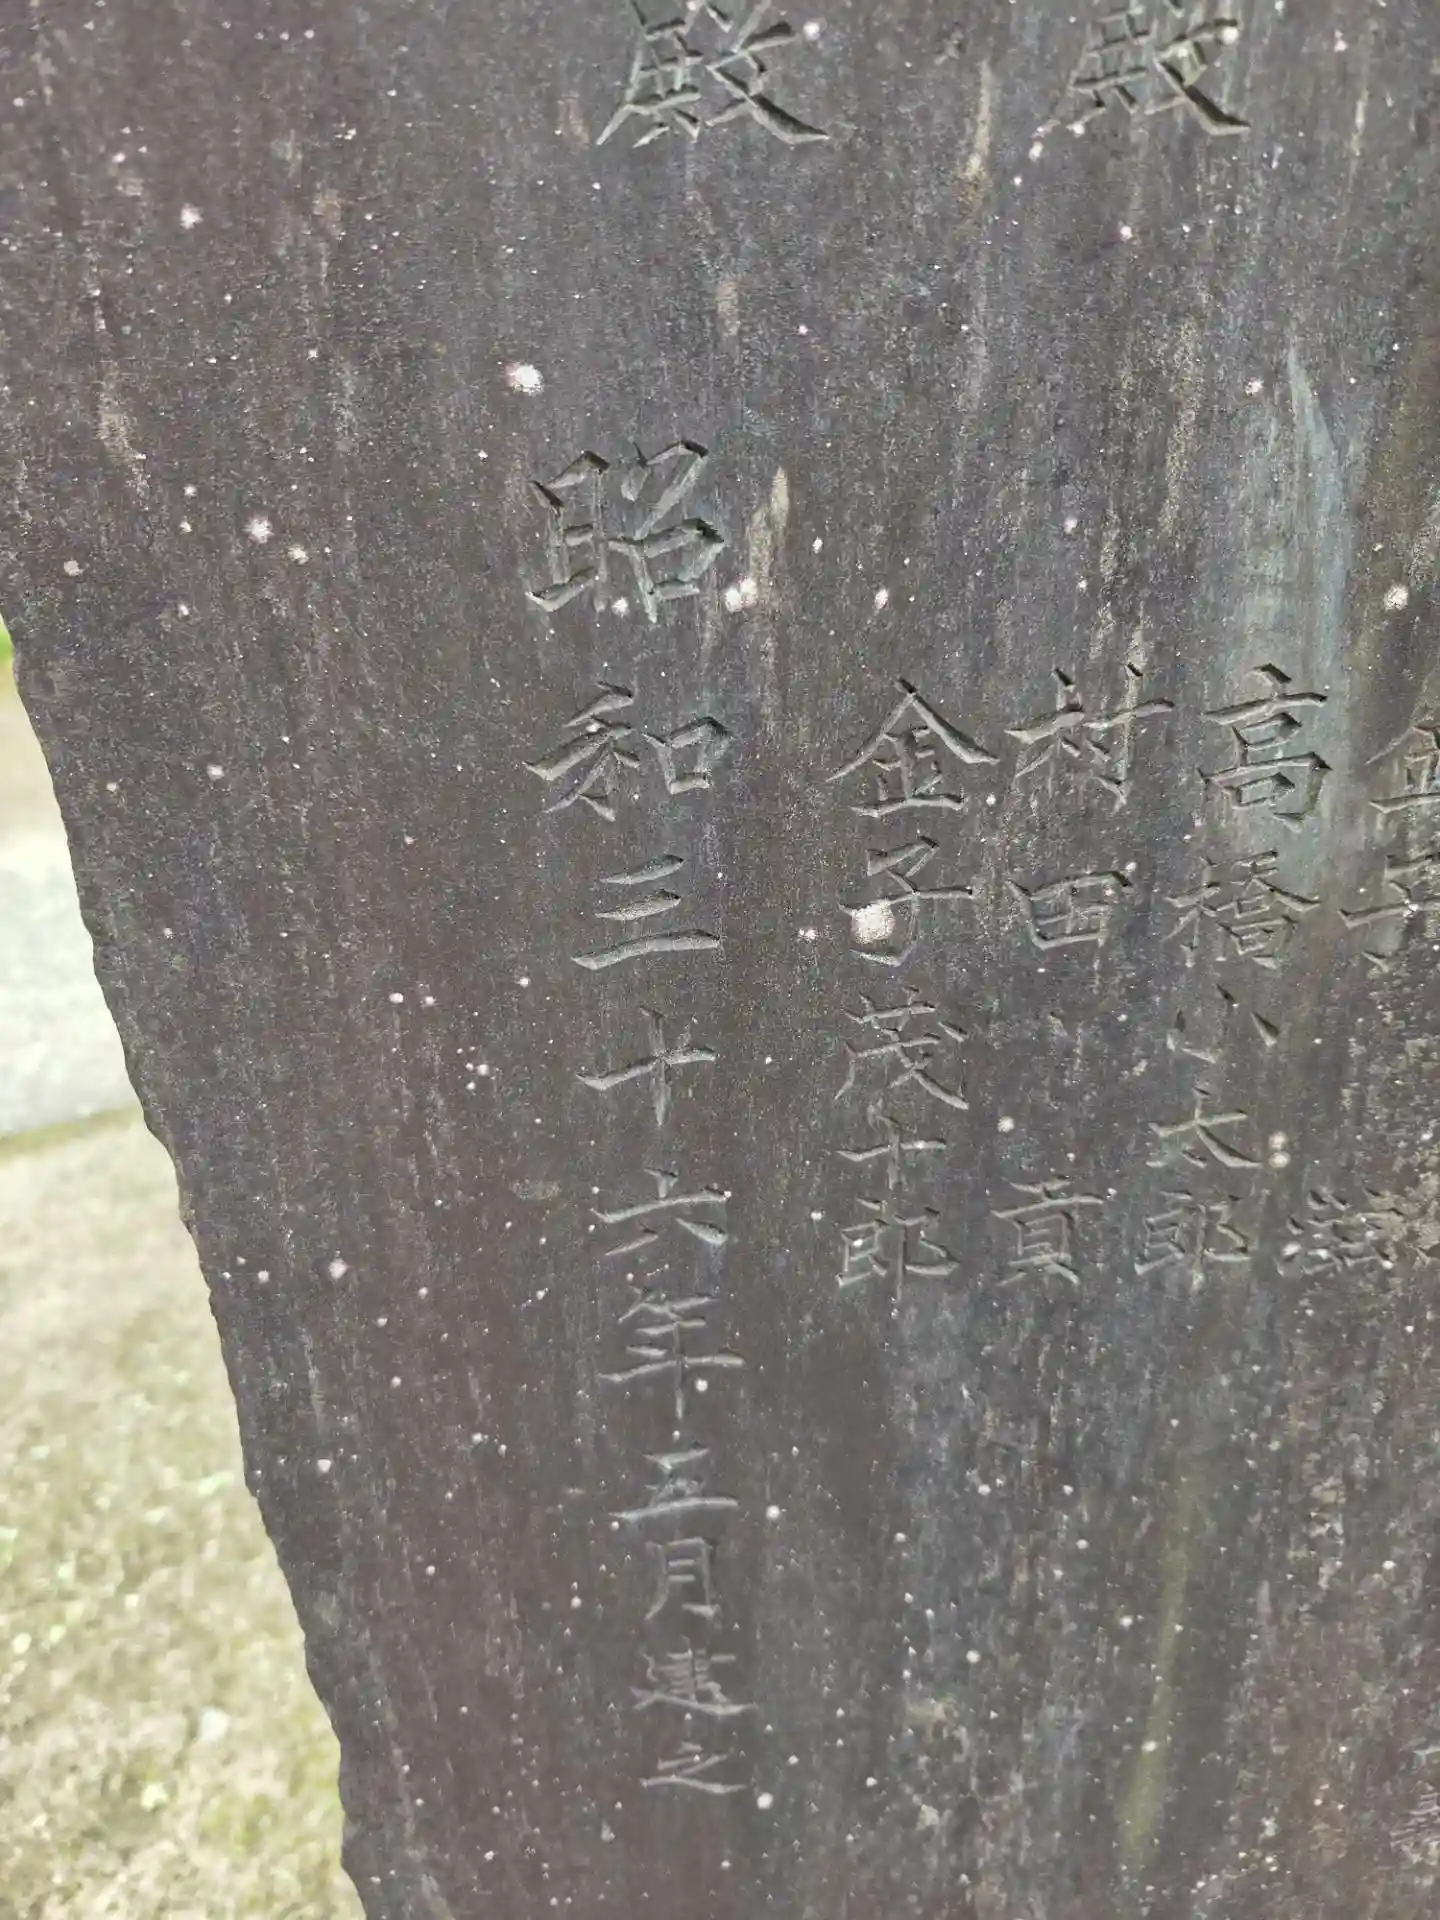 殿
殿
高橋八太郎
村田貢
金子茂十郎
昭和三十六年五月建之